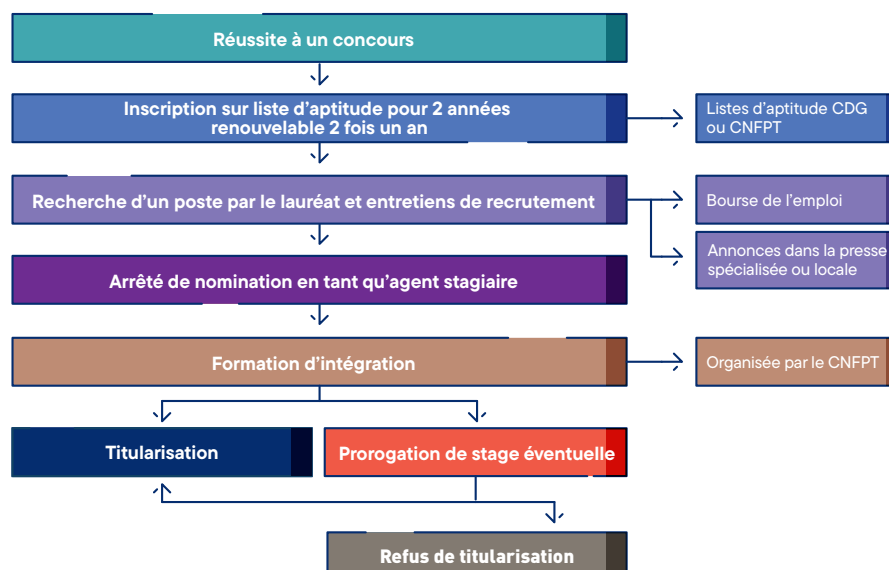 Réussite à un concours
Inscription sur liste d'aptitude pour 2 années
renouvelable 2 fois un an
Listes d'aptitude CDG
ou CNFPT
Recherche d'un poste par le lauréat et entretiens de recrutement
Bourse de l'emploi
Annonces dans la presse
spécialisée ou locale
Arrêté de nomination en tant qu'agent stagiaire
Formation d'intégration
Organisée par le CNFPT
Titularisation
Prorogation de stage éventuelle
Refus de titularisation